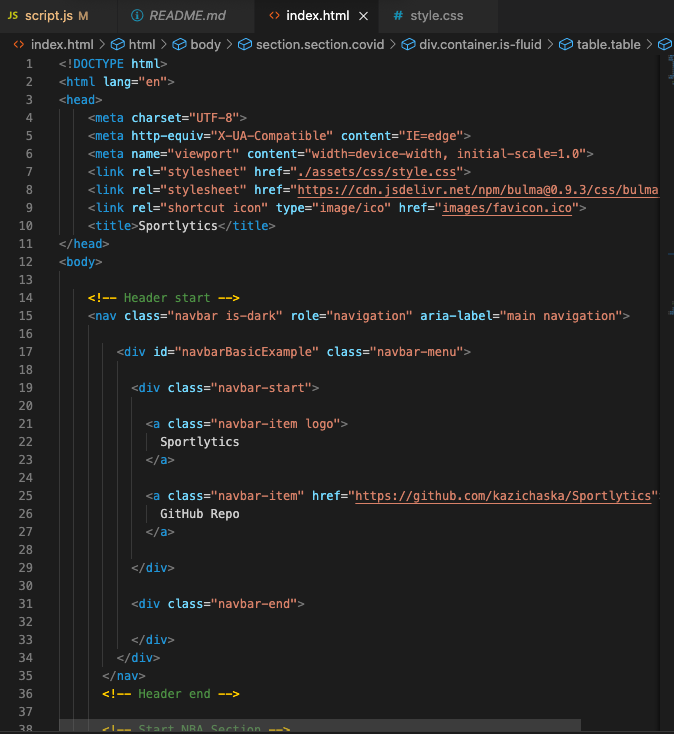 JS script.js M README.md <> index.html × # style.css
<> index.html > html > body > section.section.covid > div.container.is-fluid > table.table >
1 <!DOCTYPE html>
2 <html lang="en">
3 <head>
4 <meta charset="UTF-8">
5 <meta http-equiv="X-UA-Compatible" content="IE=edge">
6 <meta name="viewport" content="width=device-width, initial-scale=1.0">
7 <link rel="stylesheet" href="./assets/css/style.css">
8 <link rel="stylesheet" href="https://cdn.jsdelivr.net/npm/bulma@0.9.3/css/bulma
9 <link rel="shortcut icon" type="image/ico" href="images/favicon.ico">
10 <title>Sportlytics</title>
11 </head>
12 <body>
13
14 <!-- Header start -->
15 <nav class="navbar is-dark" role="navigation" aria-label="main navigation">
16
17 <div id="navbarBasicExample" class="navbar-menu">
18
19 <div class="navbar-start">
20
21 <a class="navbar-item logo">
22 Sportlytics
23 </a>
24
25 <a class="navbar-item" href="https://github.com/kazichaska/Sportlytics"
26 GitHub Repo
27 </a>
28
29 </div>
30
31 <div class="navbar-end">
32
33 </div>
34 </div>
35 </nav>
36 <!-- Header end -->
37
38 <!-- Start NBA Section -->